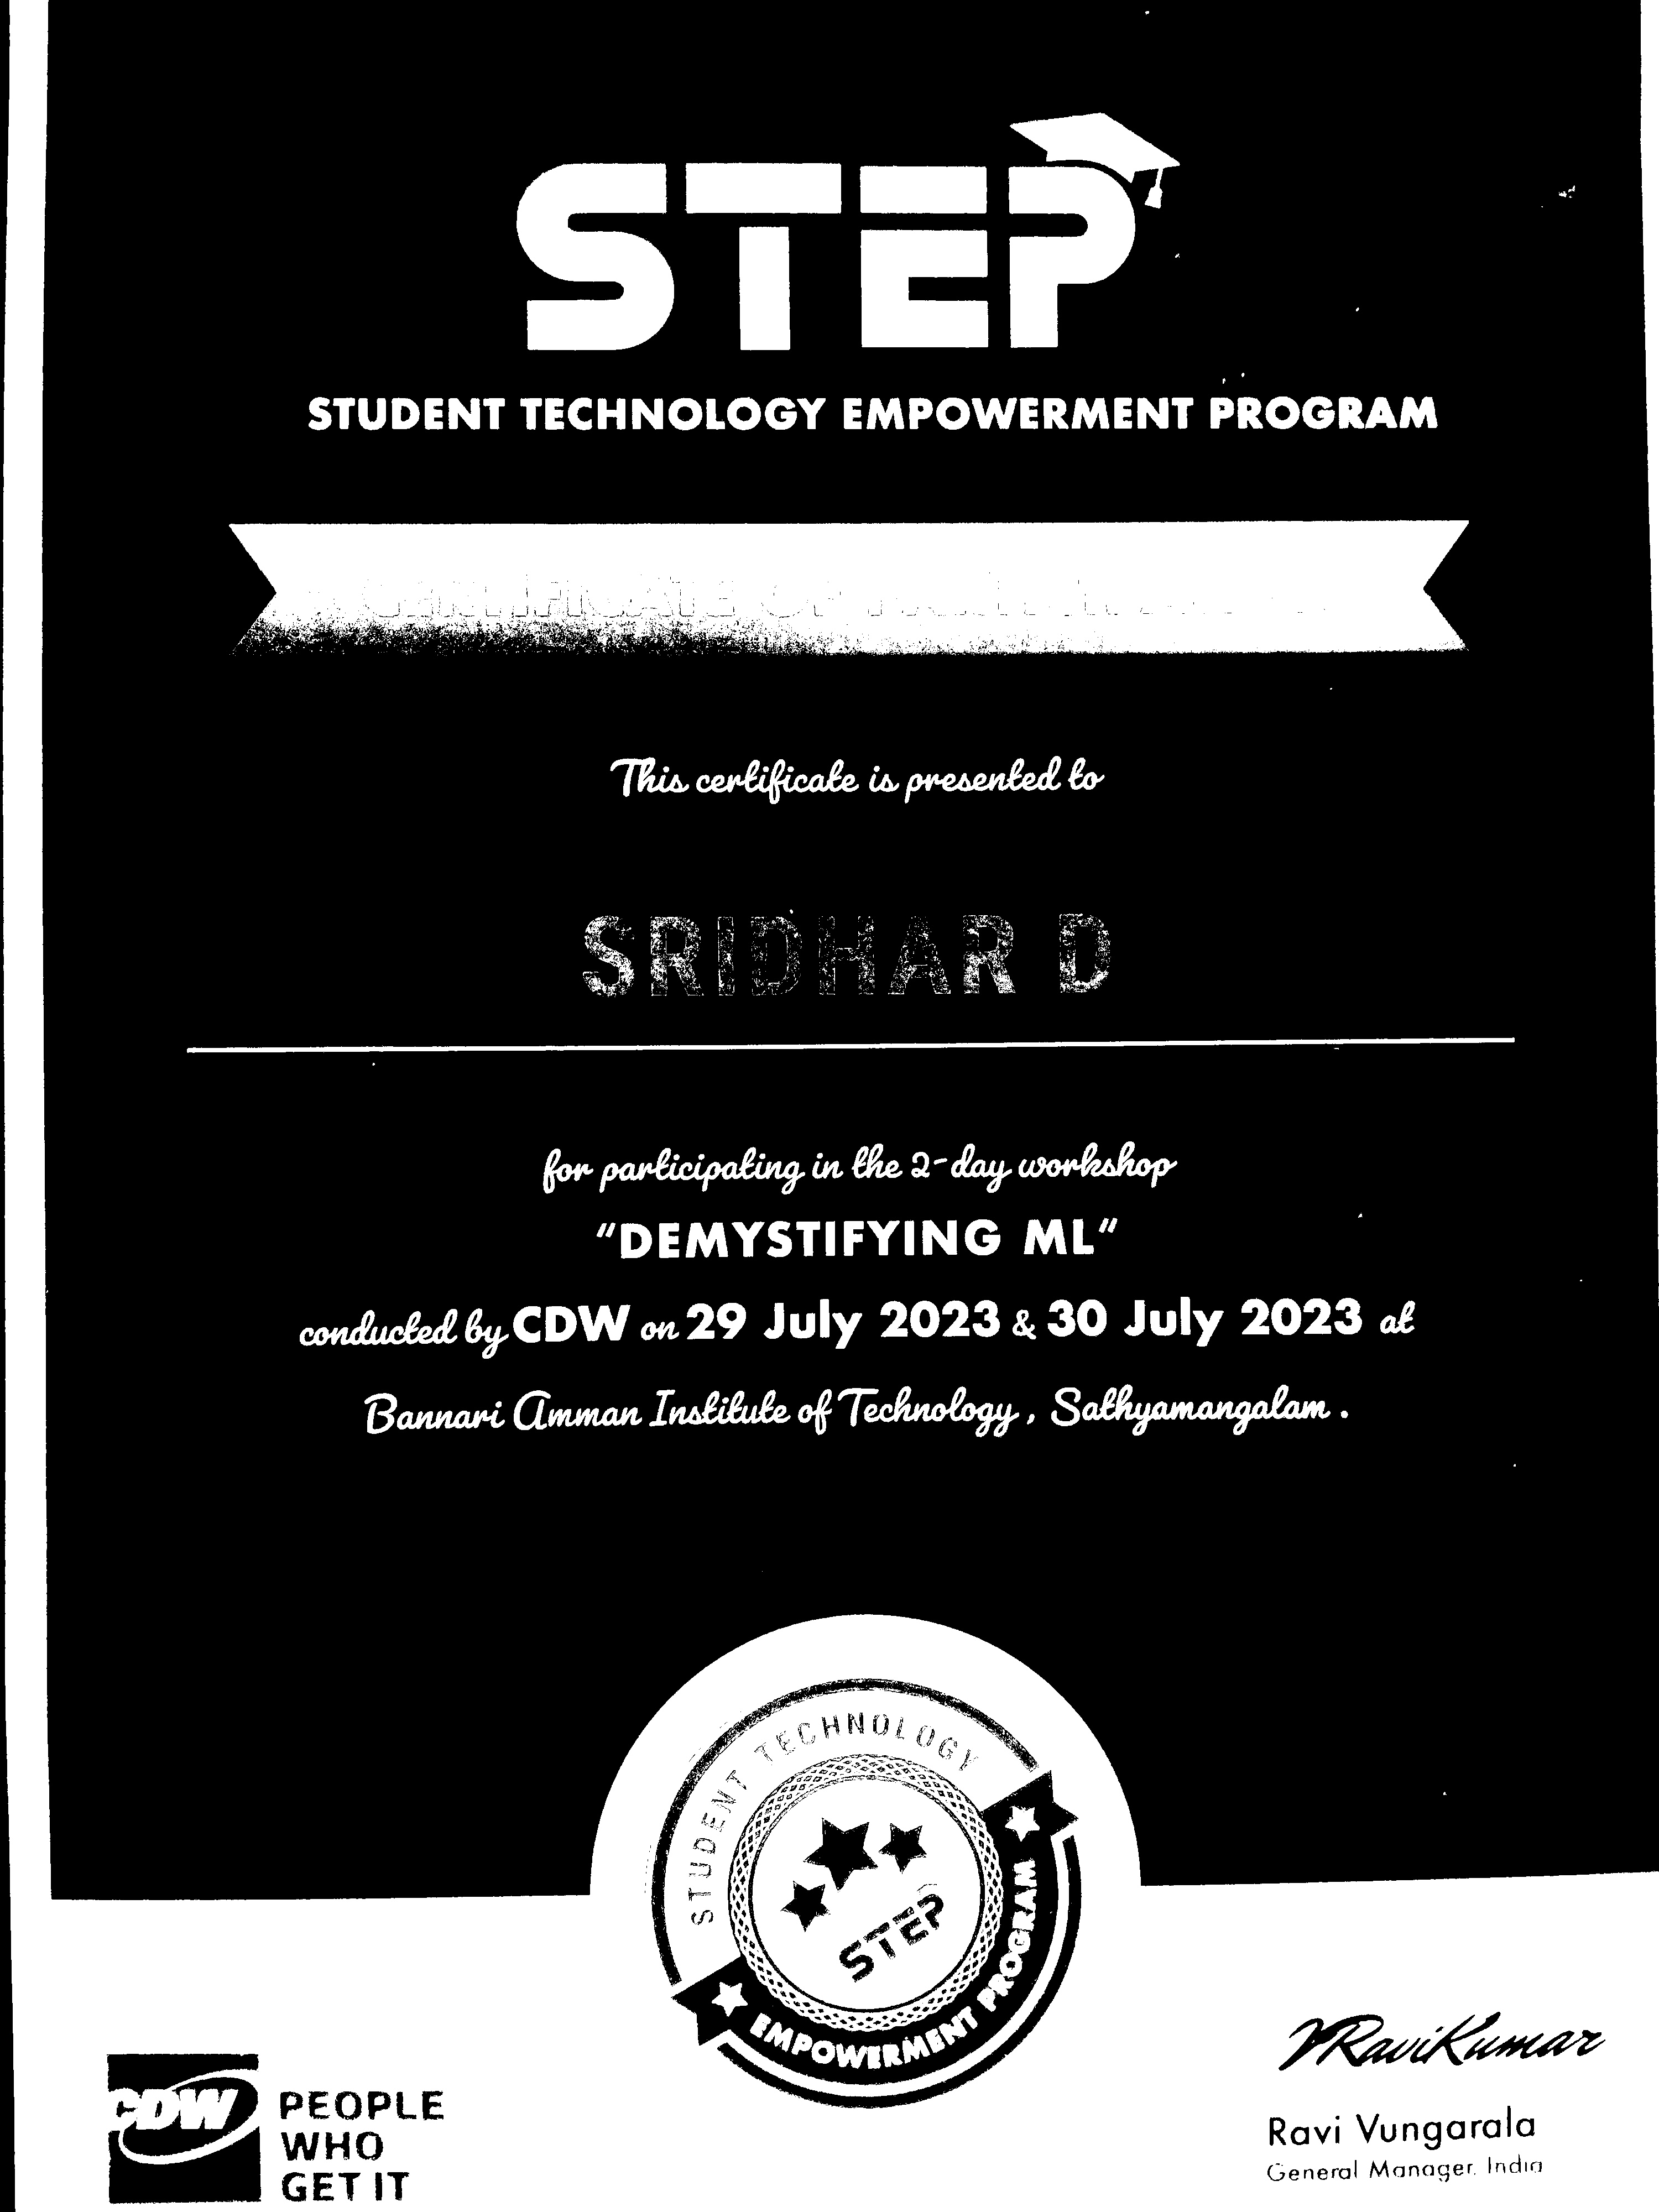 STEP
STUDENT TECHNOLOGY EMPOWERMENT PROGRAM
CERTIFICATE OF
This certificate is presented to
SRIDHAR D
for participating in the 2-day workshop
"DEMYSTIFYING ML"
conducted by CDW on 29 July 2023 & 30 July 2023 at
Bannari Amman Institute of Technology, Sathyamangalam.
STUDENT TECHNOLOGY
STEP
EMPOWERMENT PROGRAM
VRaviKumar
Ravi Vungarala
General Manager, India
CDW
PEOPLE
WHO
GET IT